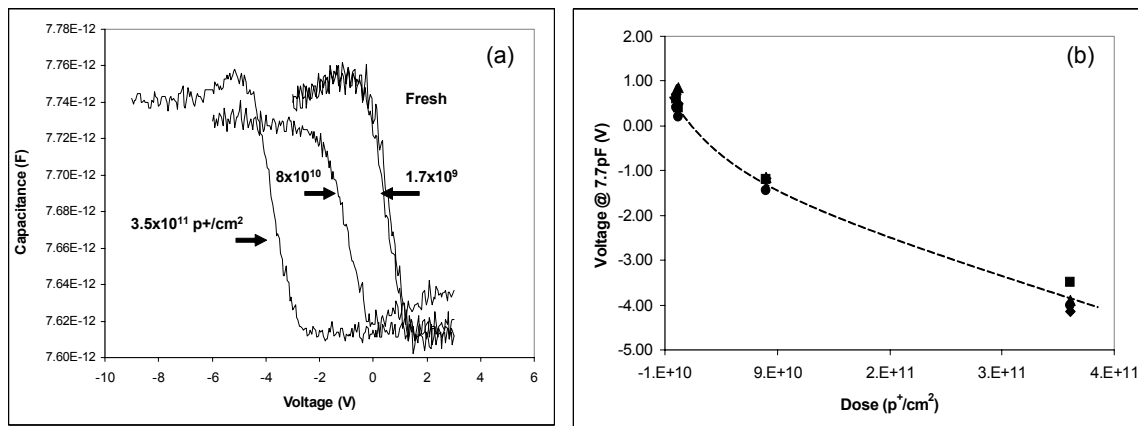 (a)
7.78E-12
7.76E-12
7.74E-12
7.72E-12
7.70E-12
7.68E-12
7.66E-12
7.64E-12
7.62E-12
7.60E-12
Capacitance (F)
Fresh
8x10¹⁰
1.7x10⁹
3.5x10¹¹ p+/cm²
-10 -8 -6 -4 -2 0 2 4 6
Voltage (V)
(b)
2.00
1.00
0.00
-1.00
-2.00
-3.00
-4.00
-5.00
Voltage @ 7.7pF (V)
-1.E+10 9.E+10 2.E+11 3.E+11 4.E+11
Dose (p⁺/cm²)